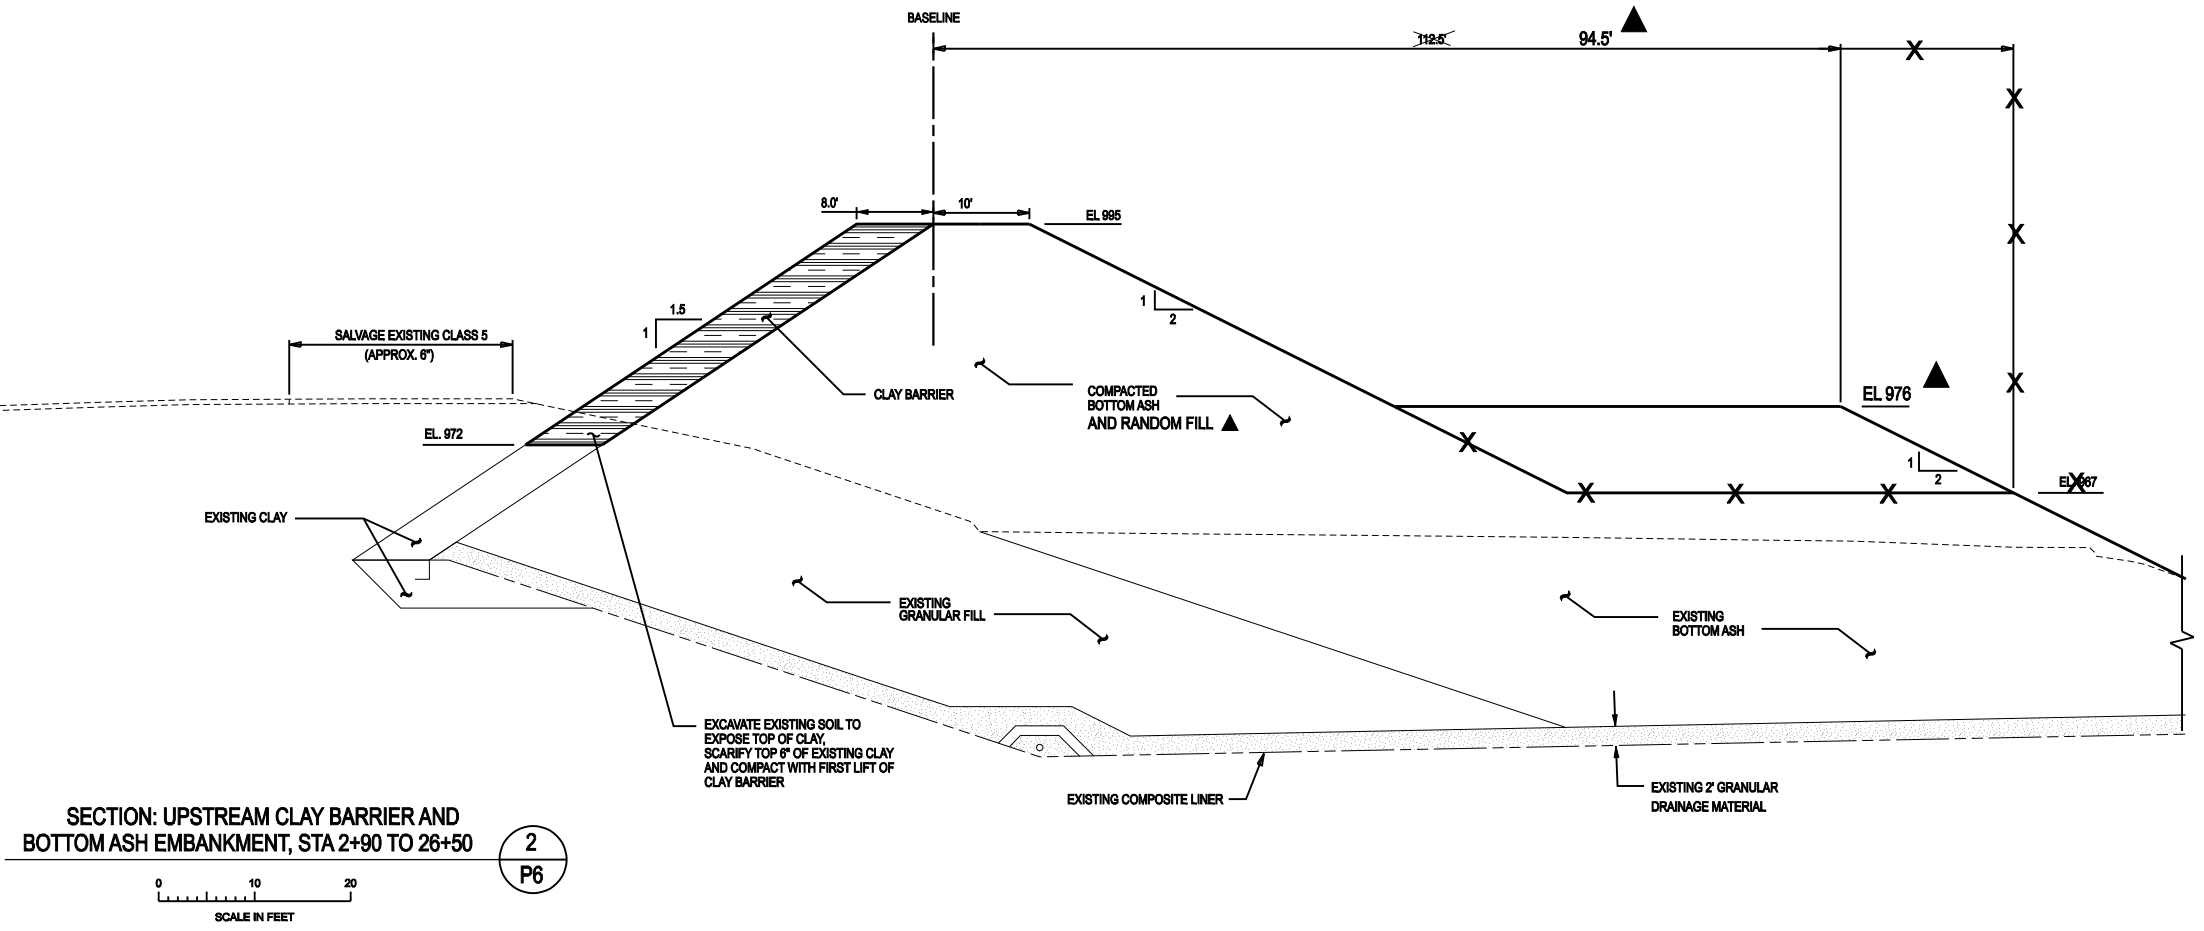 BASELINE
112.5'
94.5'
8.0'
10'
EL 995
1
1.5
1
2
SALVAGE EXISTING CLASS 5
(APPROX. 6")
CLAY BARRIER
COMPACTED
BOTTOM ASH
AND RANDOM FILL
EL 976
EL. 972
1
2
EL 967
X
X
X
X
X
X
X
X
X
EXISTING CLAY
EXISTING
GRANULAR FILL
EXISTING
BOTTOM ASH
EXCAVATE EXISTING SOIL TO
EXPOSE TOP OF CLAY,
SCARIFY TOP 6" OF EXISTING CLAY
AND COMPACT WITH FIRST LIFT OF
CLAY BARRIER
EXISTING COMPOSITE LINER
EXISTING 2' GRANULAR
DRAINAGE MATERIAL
SECTION: UPSTREAM CLAY BARRIER AND
BOTTOM ASH EMBANKMENT, STA 2+90 TO 26+50
2
P6
0 10 20
SCALE IN FEET